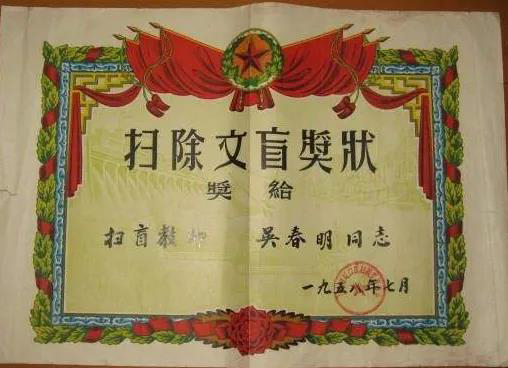 扫除文盲奬狀
奬給
扫盲教师 吴春明同志
一九五八年七月